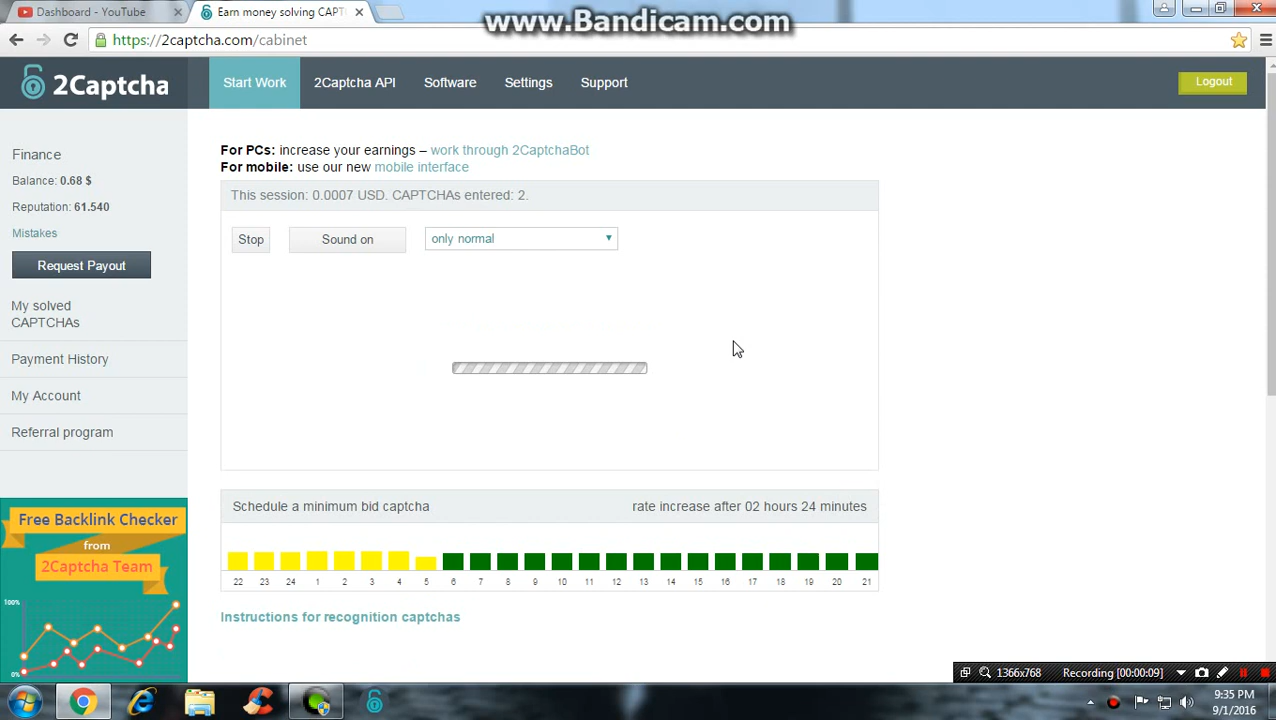 www.Bandicam.com
Dashboard - YouTube
Earn money solving CAPT
https://2captcha.com/cabinet
2Captcha
Start Work
2Captcha API
Software
Settings
Support
Logout
For PCs: increase your earnings – work through 2CaptchaBot
For mobile: use our new mobile interface
This session: 0.0007 USD. CAPTCHAs entered: 2.
Stop
Sound on
only normal
Finance
Balance: 0.68 $
Reputation: 61.540
Mistakes
Request Payout
My solved
CAPTCHAs
Payment History
My Account
Referral program
Free Backlink Checker
from
2Captcha Team
100%
0%
Schedule a minimum bid captcha
rate increase after 02 hours 24 minutes
22 23 24 1 2 3 4 5 6 7 8 9 10 11 12 13 14 15 16 17 18 19 20 21
Instructions for recognition captchas
1366x768
Recording [00:00:09]
9:35 PM
9/1/2016